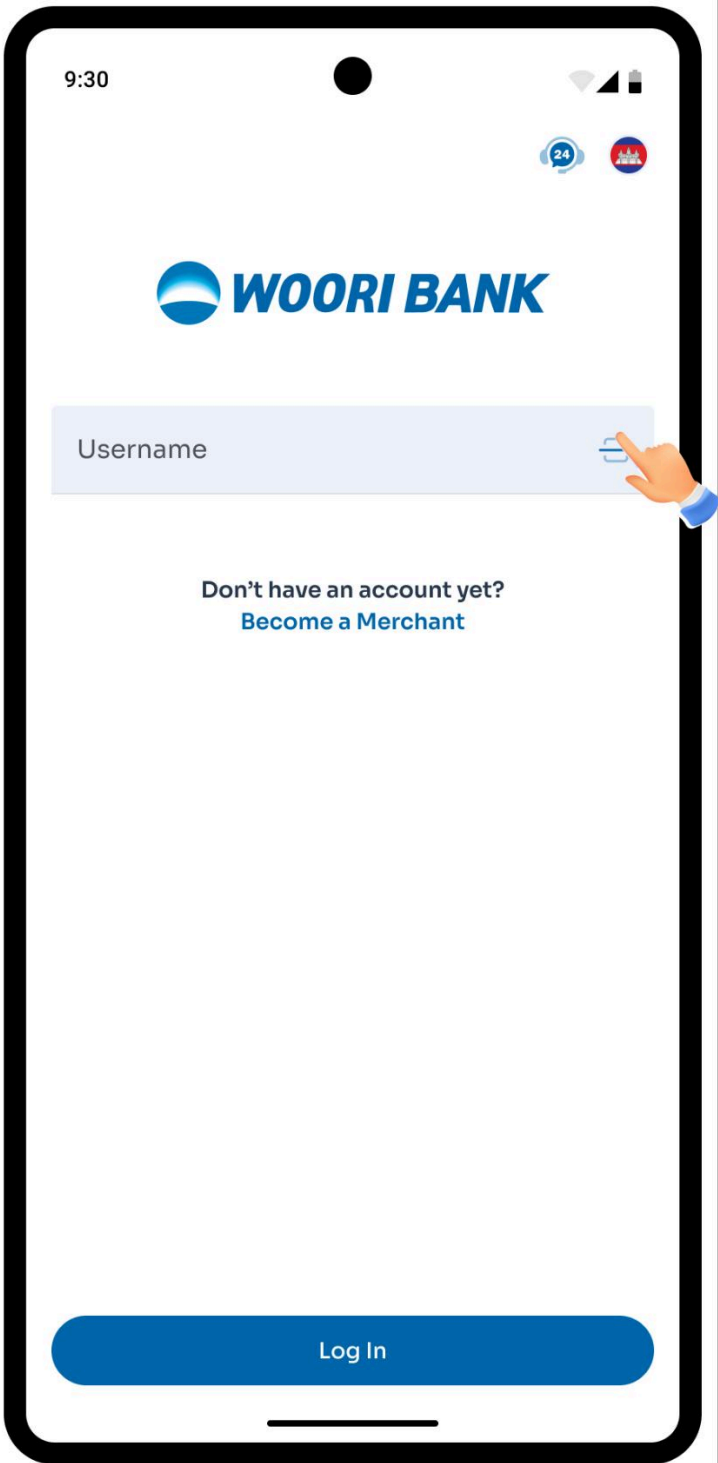 9:30
24
WOORI BANK
Username
Don’t have an account yet?
Become a Merchant
Log In